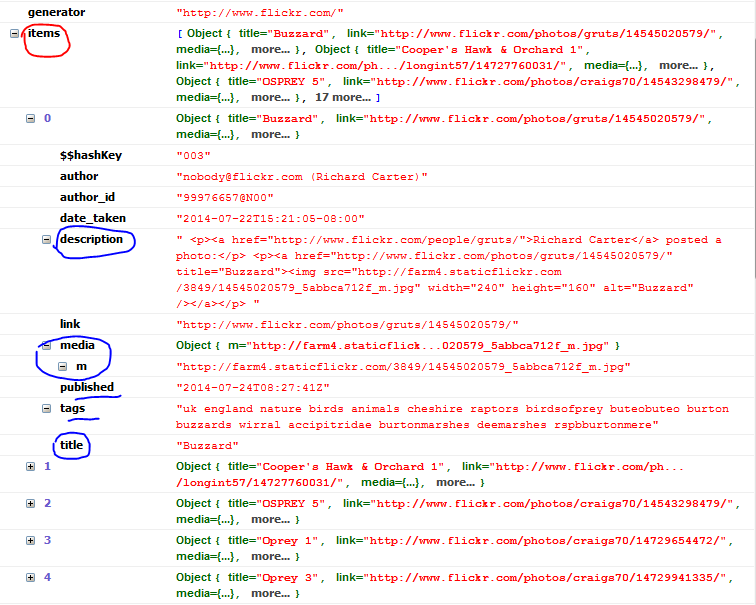 generator "http://www.flickr.com/"
items [ Object { title="Buzzard", link="http://www.flickr.com/photos/gruts/14545020579/",
media={...}, more... }, Object { title="Cooper's Hawk & Orchard 1",
link="http://www.flickr.com/ph.../longint57/14727760031/", media={...}, more... },
Object { title="OSPREY 5", link="http://www.flickr.com/photos/craigs70/14543298479/",
media={...}, more... }, 17 more... ]
0 Object { title="Buzzard", link="http://www.flickr.com/photos/gruts/14545020579/",
media={...}, more... }
$$hashKey "003"
author "nobody@flickr.com (Richard Carter)"
author_id "99976657@N00"
date_taken "2014-07-22T15:21:05-08:00"
description " <p><a href="http://www.flickr.com/people/gruts/">Richard Carter</a> posted a
photo:</p> <p><a href="http://www.flickr.com/photos/gruts/14545020579/"
title="Buzzard"><img src="http://farm4.staticflickr.com
/3849/14545020579_5abbca712f_m.jpg" width="240" height="160" alt="Buzzard"
/></a></p> "
link "http://www.flickr.com/photos/gruts/14545020579/"
media Object { m="http://farm4.staticflick...020579_5abbca712f_m.jpg" }
m "http://farm4.staticflickr.com/3849/14545020579_5abbca712f_m.jpg"
published "2014-07-24T08:27:41Z"
tags "uk england nature birds animals cheshire raptors birdsofprey buteobuteo burton
buzzards wirral accipitridae burtonmarshes deemarshes rspbburtonmere"
title "Buzzard"
1 Object { title="Cooper's Hawk & Orchard 1", link="http://www.flickr.com/ph...
/longint57/14727760031/", media={...}, more... }
2 Object { title="OSPREY 5", link="http://www.flickr.com/photos/craigs70/14543298479/",
media={...}, more... }
3 Object { title="Oprey 1", link="http://www.flickr.com/photos/craigs70/14729654472/",
media={...}, more... }
4 Object { title="Oprey 3", link="http://www.flickr.com/photos/craigs70/14729941335/",
media={...}, more... }